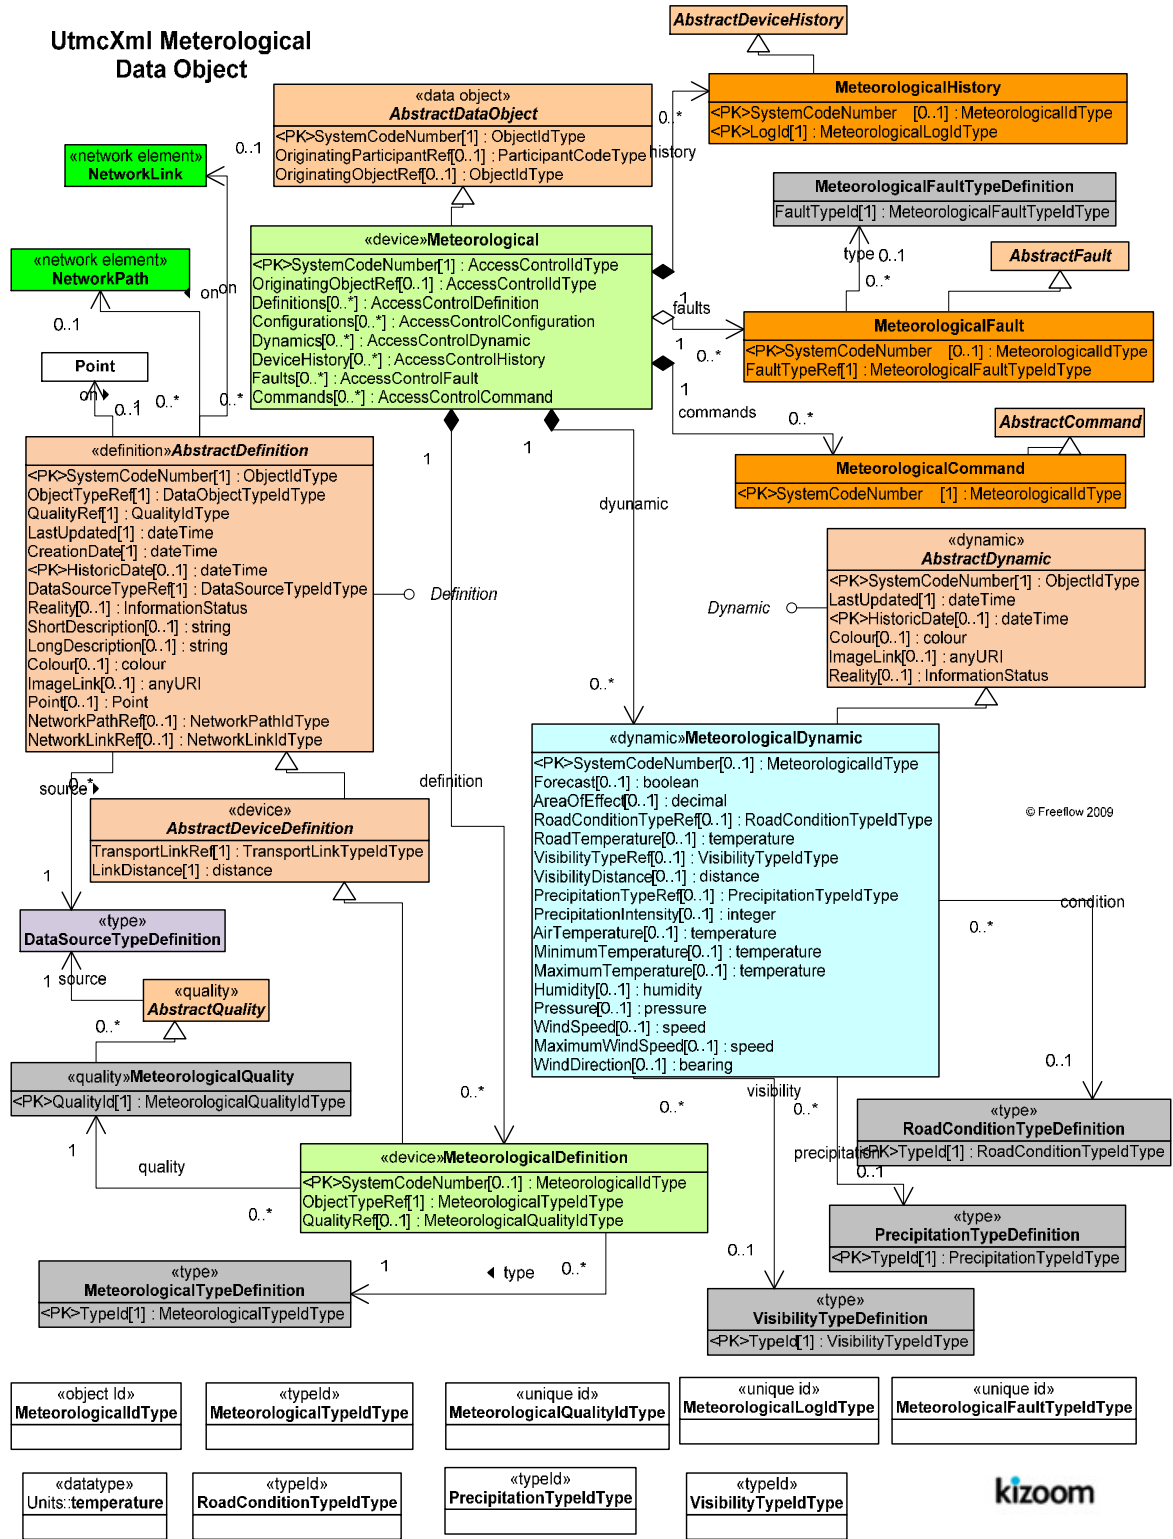 UtmcXml Meterological
Data Object
AbstractDeviceHistory
MeteorologicalHistory
<PK>SystemCodeNumber [0..1] : MeteorologicalIdType
<PK>LogId[1] : MeteorologicalLogIdType
«data object»
AbstractDataObject
<PK>SystemCodeNumber[1] : ObjectIdType
OriginatingParticipantRef[0..1] : ParticipantCodeType
OriginatingObjectRef[0..1] : ObjectIdType
0..*
history
0..1
«network element»
NetworkLink
MeteorologicalFaultTypeDefinition
FaultTypeId[1] : MeteorologicalFaultTypeIdType
«device»Meteorological
<PK>SystemCodeNumber[1] : AccessControlIdType
OriginatingObjectRef[0..1] : AccessControlIdType
Definitions[0..*] : AccessControlDefinition
Configurations[0..*] : AccessControlConfiguration
Dynamics[0..*] : AccessControlDynamic
DeviceHistory[0..*] : AccessControlHistory
Faults[0..*] : AccessControlFault
Commands[0..*] : AccessControlCommand
«network element»
NetworkPath
on
on
0..1
type
0..1
0..*
AbstractFault
1
faults
1
0..*
MeteorologicalFault
<PK>SystemCodeNumber [0..1] : MeteorologicalIdType
FaultTypeRef[1] : MeteorologicalFaultTypeIdType
Point
on
0..1
0..*
0..*
1
commands
0..*
AbstractCommand
MeteorologicalCommand
<PK>SystemCodeNumber [1] : MeteorologicalIdType
1
1
«definition»AbstractDefinition
<PK>SystemCodeNumber[1] : ObjectIdType
ObjectTypeRef[1] : DataObjectTypeIdType
QualityRef[1] : QualityIdType
LastUpdated[1] : dateTime
CreationDate[1] : dateTime
<PK>HistoricDate[0..1] : dateTime
DataSourceTypeRef[1] : DataSourceTypeIdType
Reality[0..1] : InformationStatus
ShortDescription[0..1] : string
LongDescription[0..1] : string
Colour[0..1] : colour
ImageLink[0..1] : anyURI
Point[0..1] : Point
NetworkPathRef[0..1] : NetworkPathIdType
NetworkLinkRef[0..1] : NetworkLinkIdType
Definition
dyunamic
«dynamic»
AbstractDynamic
<PK>SystemCodeNumber[1] : ObjectIdType
LastUpdated[1] : dateTime
<PK>HistoricDate[0..1] : dateTime
Colour[0..1] : colour
ImageLink[0..1] : anyURI
Reality[0..1] : InformationStatus
Dynamic
0..*
«dynamic»MeteorologicalDynamic
<PK>SystemCodeNumber[0..1] : MeteorologicalIdType
Forecast[0..1] : boolean
AreaOfEffect[0..1] : decimal
RoadConditionTypeRef[0..1] : RoadConditionTypeIdType
RoadTemperature[0..1] : temperature
VisibilityTypeRef[0..1] : VisibilityTypeIdType
VisibilityDistance[0..1] : distance
PrecipitationTypeRef[0..1] : PrecipitationTypeIdType
PrecipitationIntensity[0..1] : integer
AirTemperature[0..1] : temperature
MinimumTemperature[0..1] : temperature
MaximumTemperature[0..1] : temperature
Humidity[0..1] : humidity
Pressure[0..1] : pressure
WindSpeed[0..1] : speed
MaximumWindSpeed[0..1] : speed
WindDirection[0..1] : bearing
© Freeflow 2009
definition
source
0..*
«device»
AbstractDeviceDefinition
TransportLinkRef[1] : TransportLinkTypeIdType
LinkDistance[1] : distance
1
«type»
DataSourceTypeDefinition
1
source
«quality»
AbstractQuality
0..*
condition
0..*
0..1
«quality»MeteorologicalQuality
<PK>QualityId[1] : MeteorologicalQualityIdType
1
quality
0..*
0..*
visibility
0..*
0..*
precipitation
0..1
«type»
RoadConditionTypeDefinition
<PK>TypeId[1] : RoadConditionTypeIdType
«device»MeteorologicalDefinition
<PK>SystemCodeNumber[0..1] : MeteorologicalIdType
ObjectTypeRef[1] : MeteorologicalTypeIdType
QualityRef[0..1] : MeteorologicalQualityIdType
«type»
PrecipitationTypeDefinition
<PK>TypeId[1] : PrecipitationTypeIdType
0..1
1
type
0..*
«type»
MeteorologicalTypeDefinition
<PK>TypeId[1] : MeteorologicalTypeIdType
«type»
VisibilityTypeDefinition
<PK>TypeId[1] : VisibilityTypeIdType
«object Id»
MeteorologicalIdType
«typeId»
MeteorologicalTypeIdType
«unique id»
MeteorologicalQualityIdType
«unique id»
MeteorologicalLogIdType
«unique id»
MeteorologicalFaultTypeIdType
«datatype»
Units::temperature
«typeId»
RoadConditionTypeIdType
«typeId»
PrecipitationTypeIdType
«typeId»
VisibilityTypeIdType
kizoom